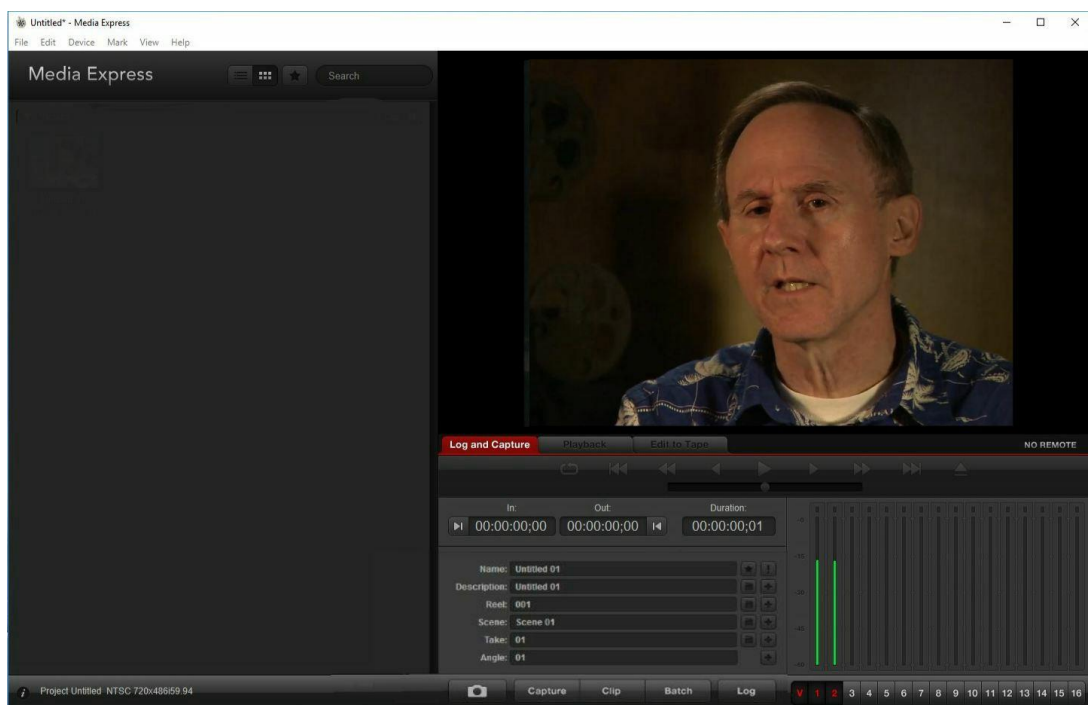 Untitled* - Media Express
File Edit Device Mark View Help
Media Express
Search
Log and Capture Playback Edit to Tape NO REMOTE
In: Out: Duration:
00:00:00;00 00:00:00;00 00:00:00;01
Name: Untitled 01
Description: Untitled 01
Reel: 001
Scene: Scene 01
Take: 01
Angle: 01
Project Untitled NTSC 720x486i59.94
Capture Clip Batch Log
V 1 2 3 4 5 6 7 8 9 10 11 12 13 14 15 16